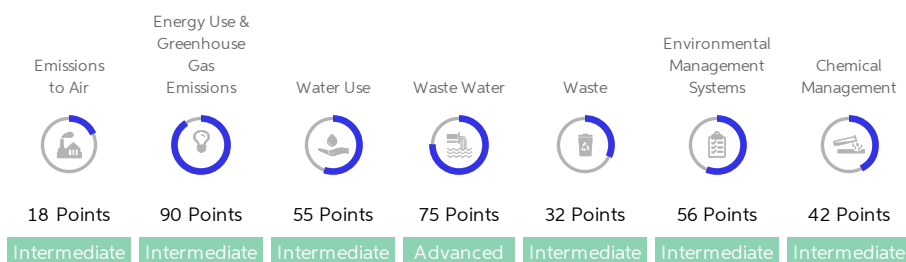 Emissions
to Air
18 Points
Intermediate
Energy Use &
Greenhouse
Gas
Emissions
90 Points
Intermediate
Water Use
55 Points
Intermediate
Waste Water
75 Points
Advanced
Waste
32 Points
Intermediate
Environmental
Management
Systems
56 Points
Intermediate
Chemical
Management
42 Points
Intermediate